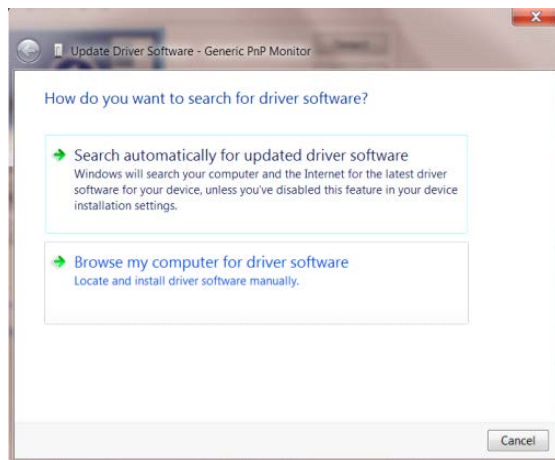 Update Driver Software - Generic PnP Monitor
How do you want to search for driver software?
Search automatically for updated driver software
Windows will search your computer and the Internet for the latest driver
software for your device, unless you've disabled this feature in your device
installation settings.
Browse my computer for driver software
Locate and install driver software manually.
Cancel